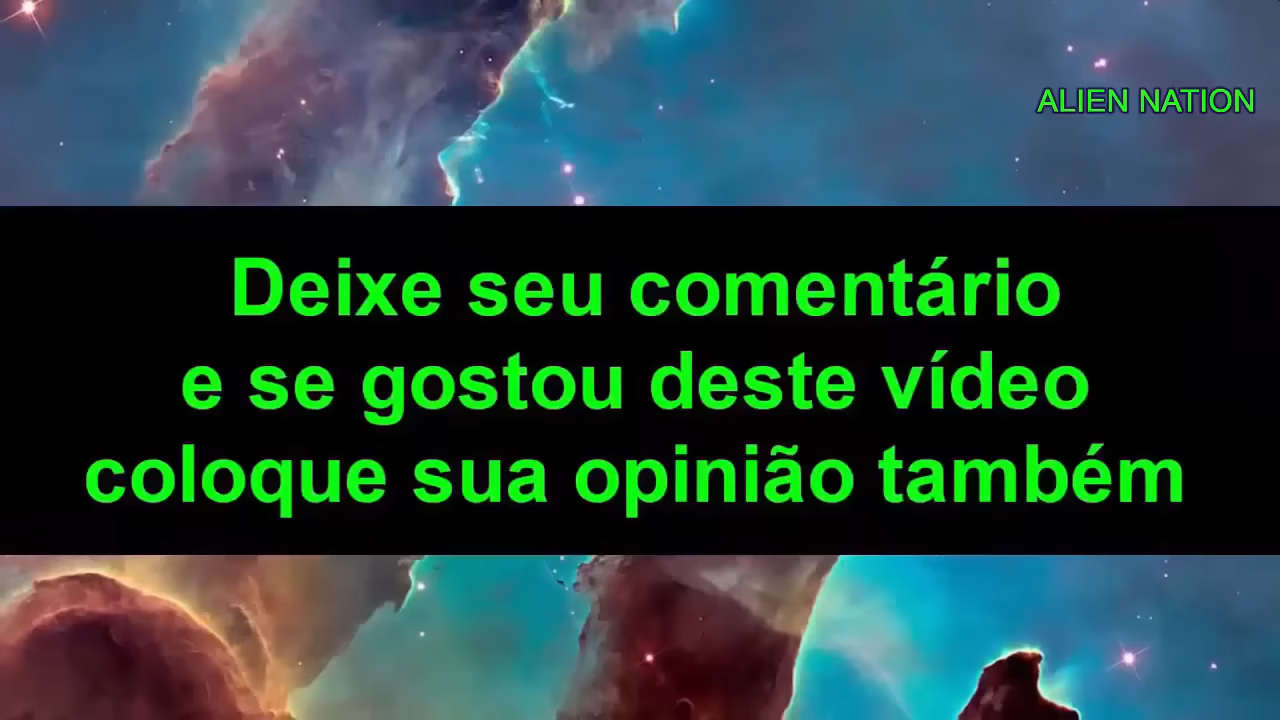 ALIEN NATION
Deixe seu comentário
e se gostou deste vídeo
coloque sua opinião também